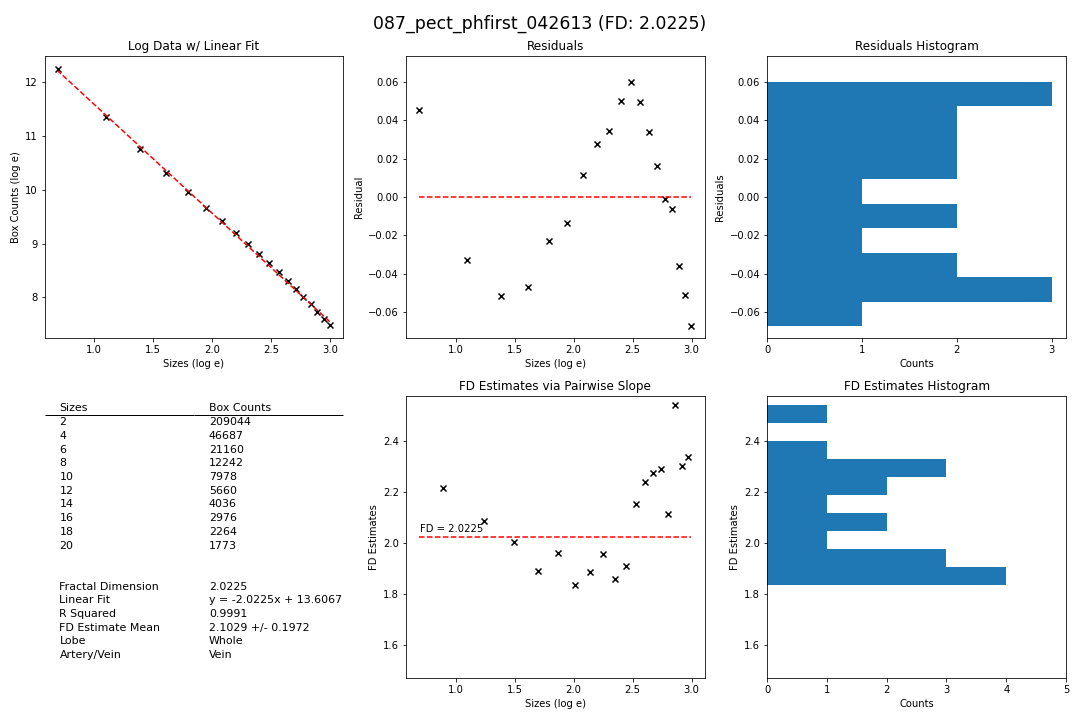 087_pect_phfirst_042613 (FD: 2.0225)
Log Data w/ Linear Fit
12
11
10
9
8
Box Counts (log e)
1.0 1.5 2.0 2.5 3.0
Sizes (log e)
Residuals
0.06
0.04
0.02
0.00
−0.02
−0.04
−0.06
Residual
1.0 1.5 2.0 2.5 3.0
Sizes (log e)
Residuals Histogram
0.06
0.04
0.02
0.00
−0.02
−0.04
−0.06
Residuals
0 1 2 3
Counts
Sizes Box Counts
2 209044
4 46687
6 21160
8 12242
10 7978
12 5660
14 4036
16 2976
18 2264
20 1773
Fractal Dimension 2.0225
Linear Fit y = -2.0225x + 13.6067
R Squared 0.9991
FD Estimate Mean 2.1029 +/- 0.1972
Lobe Whole
Artery/Vein Vein
FD Estimates via Pairwise Slope
2.4
2.2
2.0
1.8
1.6
FD Estimates
FD = 2.0225
1.0 1.5 2.0 2.5 3.0
Sizes (log e)
FD Estimates Histogram
2.4
2.2
2.0
1.8
1.6
FD Estimates
0 1 2 3 4 5
Counts